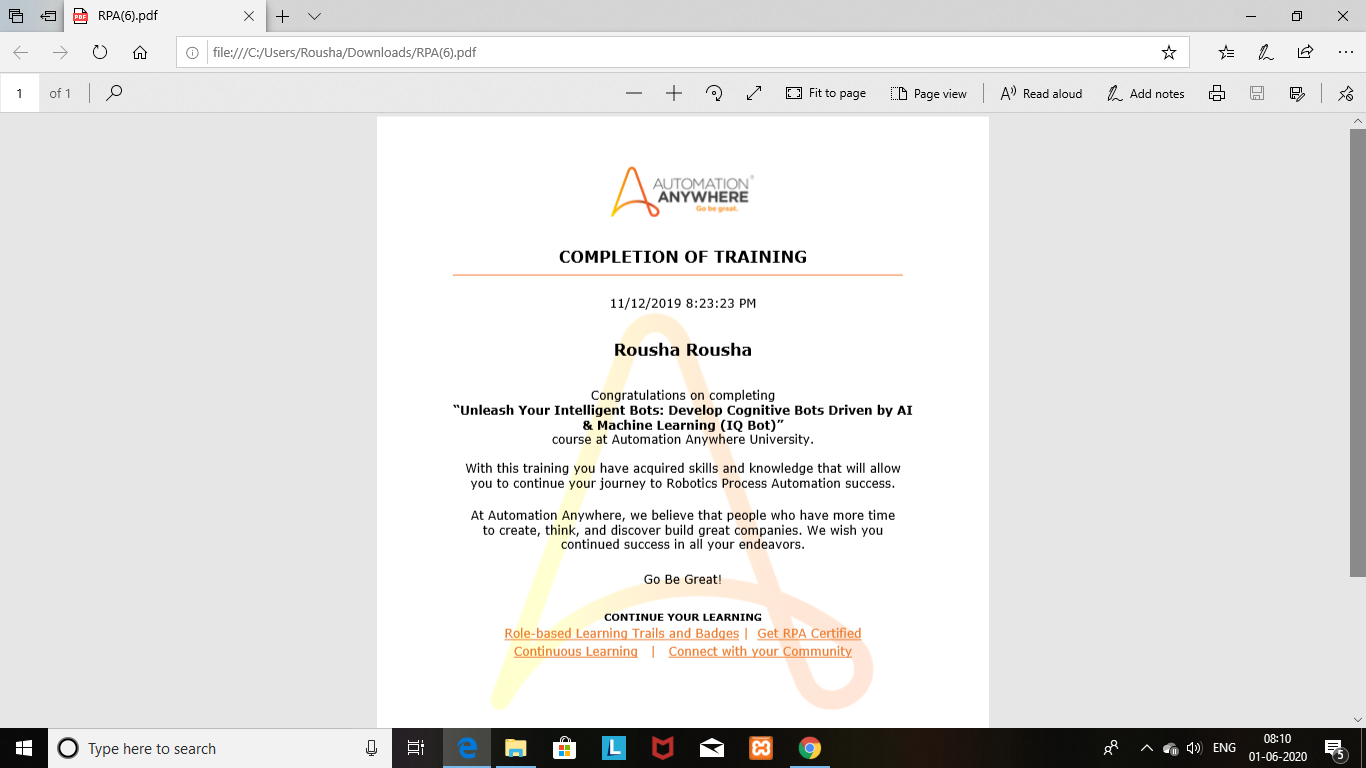 RPA(6).pdf
file:///C:/Users/Rousha/Downloads/RPA(6).pdf
1 of 1 Fit to page Page view Read aloud Add notes
AUTOMATION
ANYWHERE
Go be great.
COMPLETION OF TRAINING
11/12/2019 8:23:23 PM
Rousha Rousha
Congratulations on completing
“Unleash Your Intelligent Bots: Develop Cognitive Bots Driven by AI
& Machine Learning (IQ Bot)”
course at Automation Anywhere University.
With this training you have acquired skills and knowledge that will allow
you to continue your journey to Robotics Process Automation success.
At Automation Anywhere, we believe that people who have more time
to create, think, and discover build great companies. We wish you
continued success in all your endeavors.
Go Be Great!
CONTINUE YOUR LEARNING
Role-based Learning Trails and Badges | Get RPA Certified
Continuous Learning | Connect with your Community
Type here to search
L
ENG
08:10
01-06-2020
5